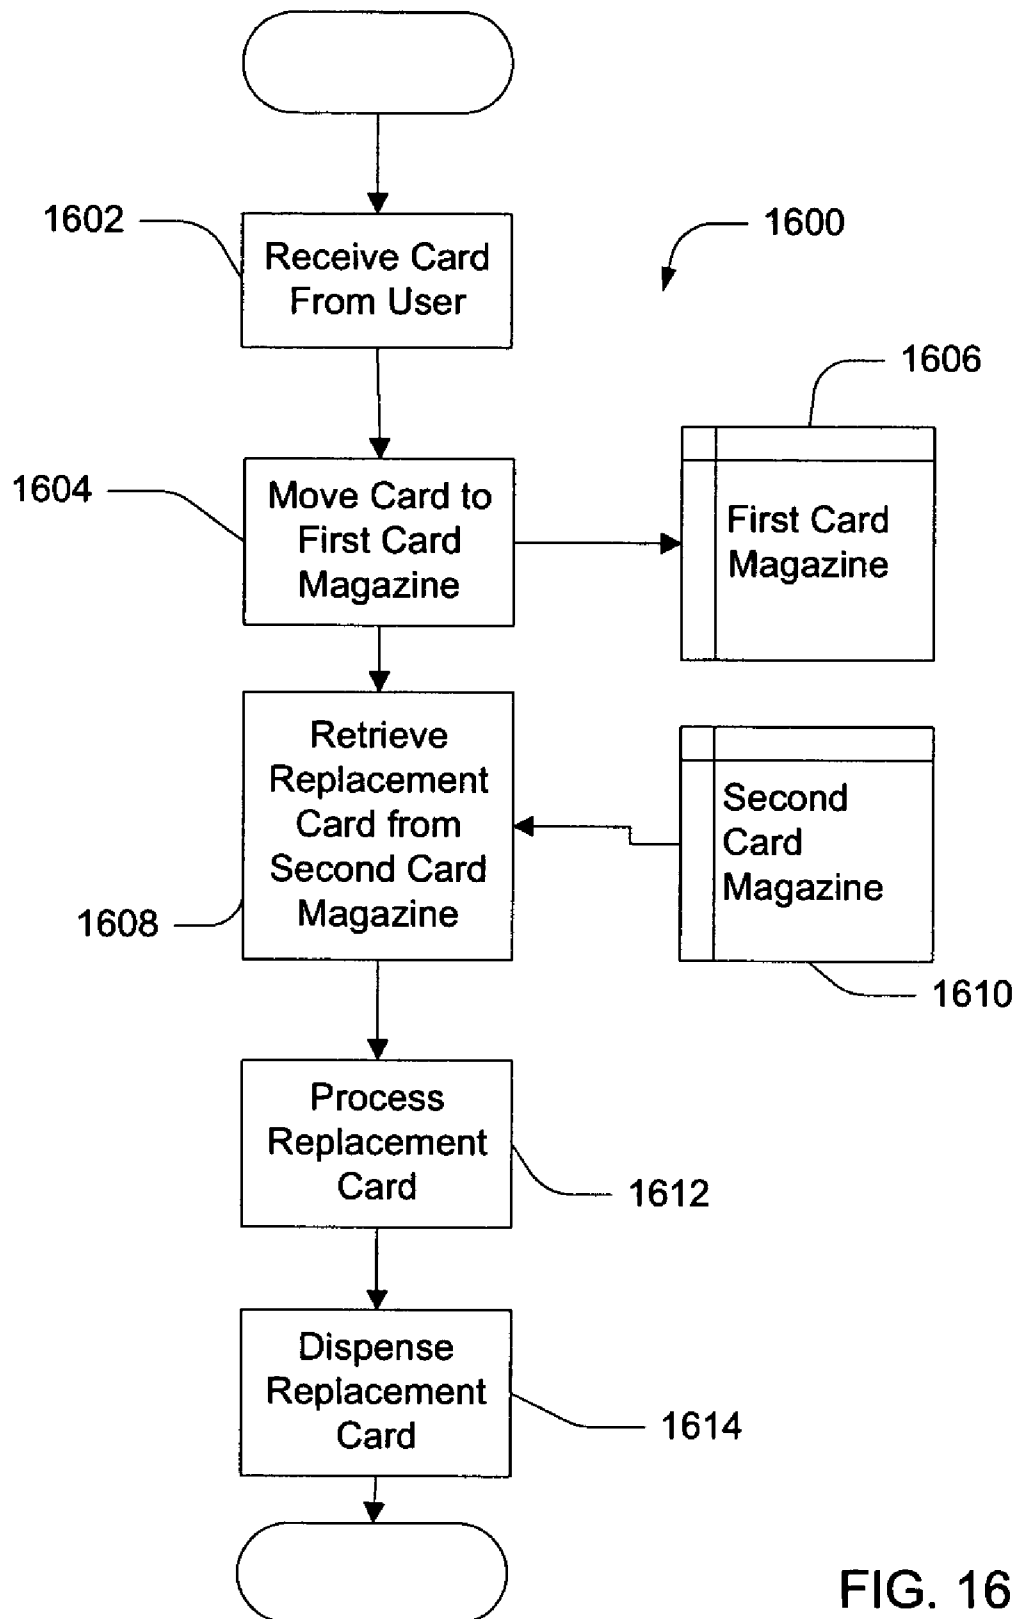 1602
Receive Card
From User
1600
1606
1604
Move Card to
First Card
Magazine
First Card
Magazine
Retrieve
Replacement
Card from
Second Card
Magazine
1608
Second
Card
Magazine
1610
Process
Replacement
Card
1612
Dispense
Replacement
Card
1614
FIG. 16